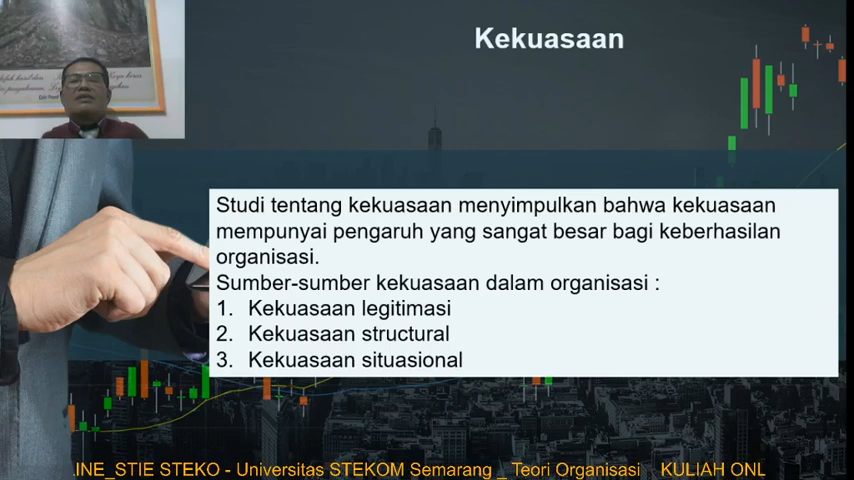 Kekuasaan
Studi tentang kekuasaan menyimpulkan bahwa kekuasaan
mempunyai pengaruh yang sangat besar bagi keberhasilan
organisasi.
Sumber-sumber kekuasaan dalam organisasi :
1. Kekuasaan legitimasi
2. Kekuasaan structural
3. Kekuasaan situasional
.INE_STIE STEKO - Universitas STEKOM Semarang _ Teori Organisasi KULIAH ONL